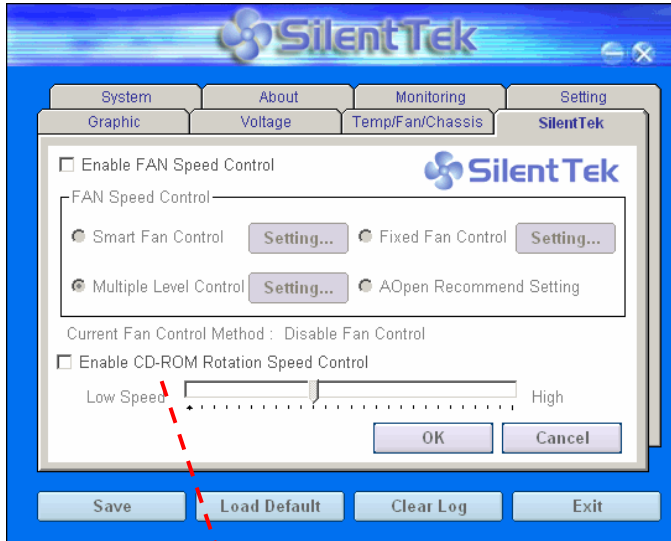 SilentTek
System About Monitoring Setting
Graphic Voltage Temp/Fan/Chassis SilentTek
Enable FAN Speed Control
SilentTek
FAN Speed Control
Smart Fan Control Setting... Fixed Fan Control Setting...
Multiple Level Control Setting... AOpen Recommend Setting
Current Fan Control Method : Disable Fan Control
Enable CD-ROM Rotation Speed Control
Low Speed High
OK Cancel
Save Load Default Clear Log Exit